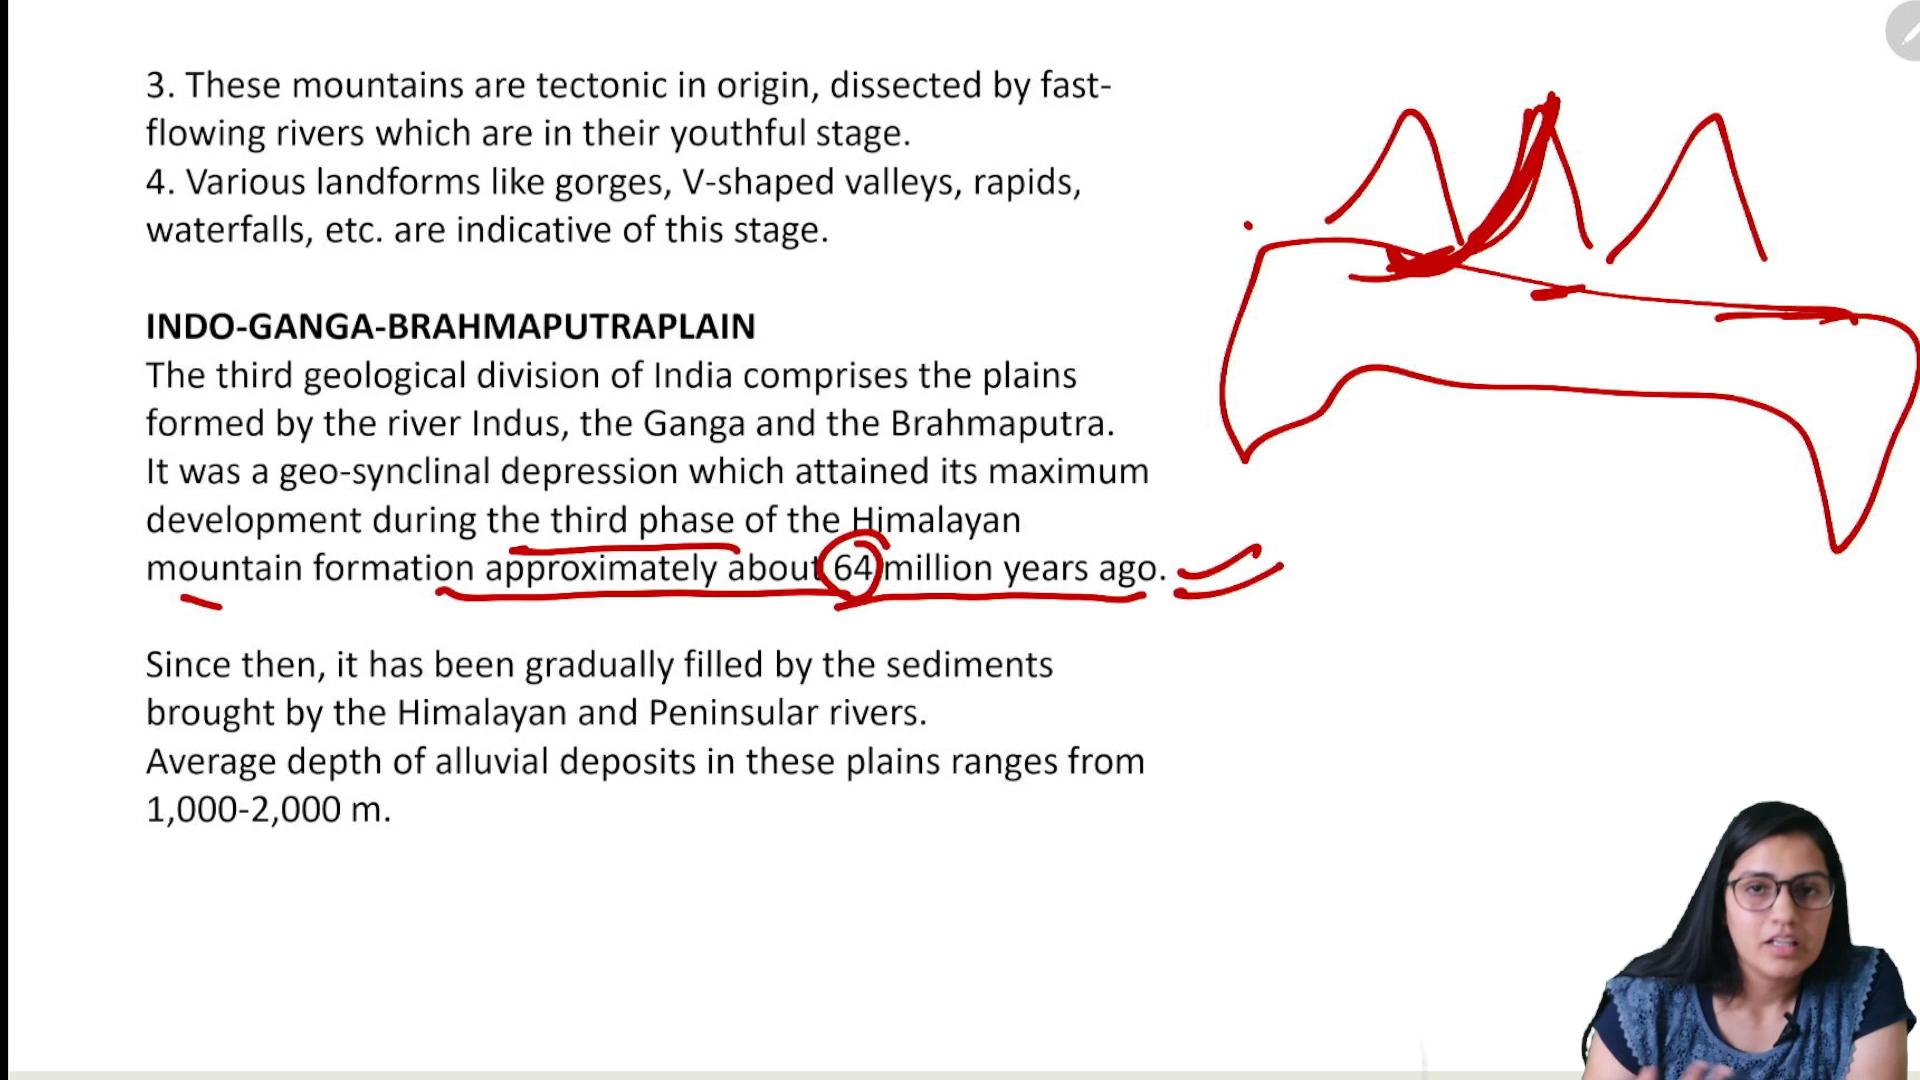 3. These mountains are tectonic in origin, dissected by fast-
flowing rivers which are in their youthful stage.
4. Various landforms like gorges, V-shaped valleys, rapids,
waterfalls, etc. are indicative of this stage.
INDO-GANGA-BRAHMAPUTRAPLAIN
The third geological division of India comprises the plains
formed by the river Indus, the Ganga and the Brahmaputra.
It was a geo-synclinal depression which attained its maximum
development during the third phase of the Himalayan
mountain formation approximately about 64 million years ago.
Since then, it has been gradually filled by the sediments
brought by the Himalayan and Peninsular rivers.
Average depth of alluvial deposits in these plains ranges from
1,000-2,000 m.